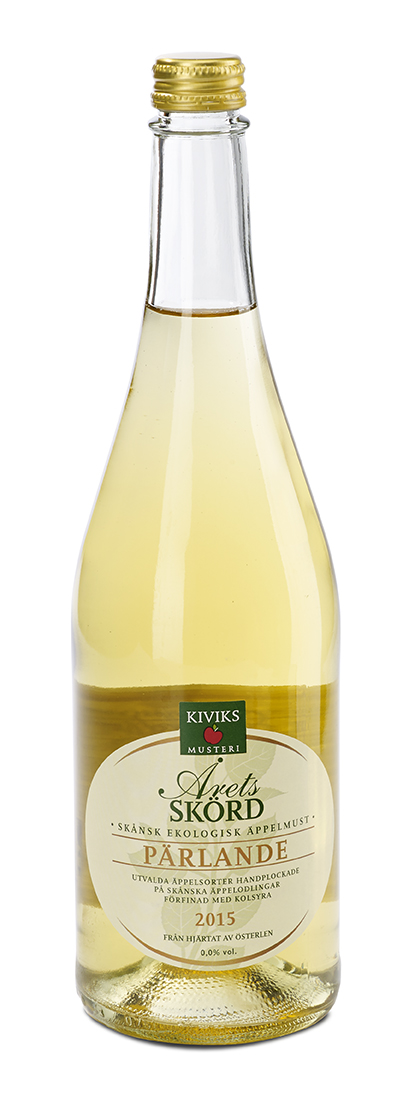 KIVIKS
MUSTERI
Årets
SKÖRD
• SKÅNSK EKOLOGISK ÄPPELMUST •
PÄRLANDE
UTVALDA ÄPPELSORTER HANDPLOCKADE
PÅ SKÅNSKA ÄPPELODLINGAR
FÖRFINAD MED KOLSYRA
2015
FRÅN HJÄRTAT AV ÖSTERLEN
0,0% vol.